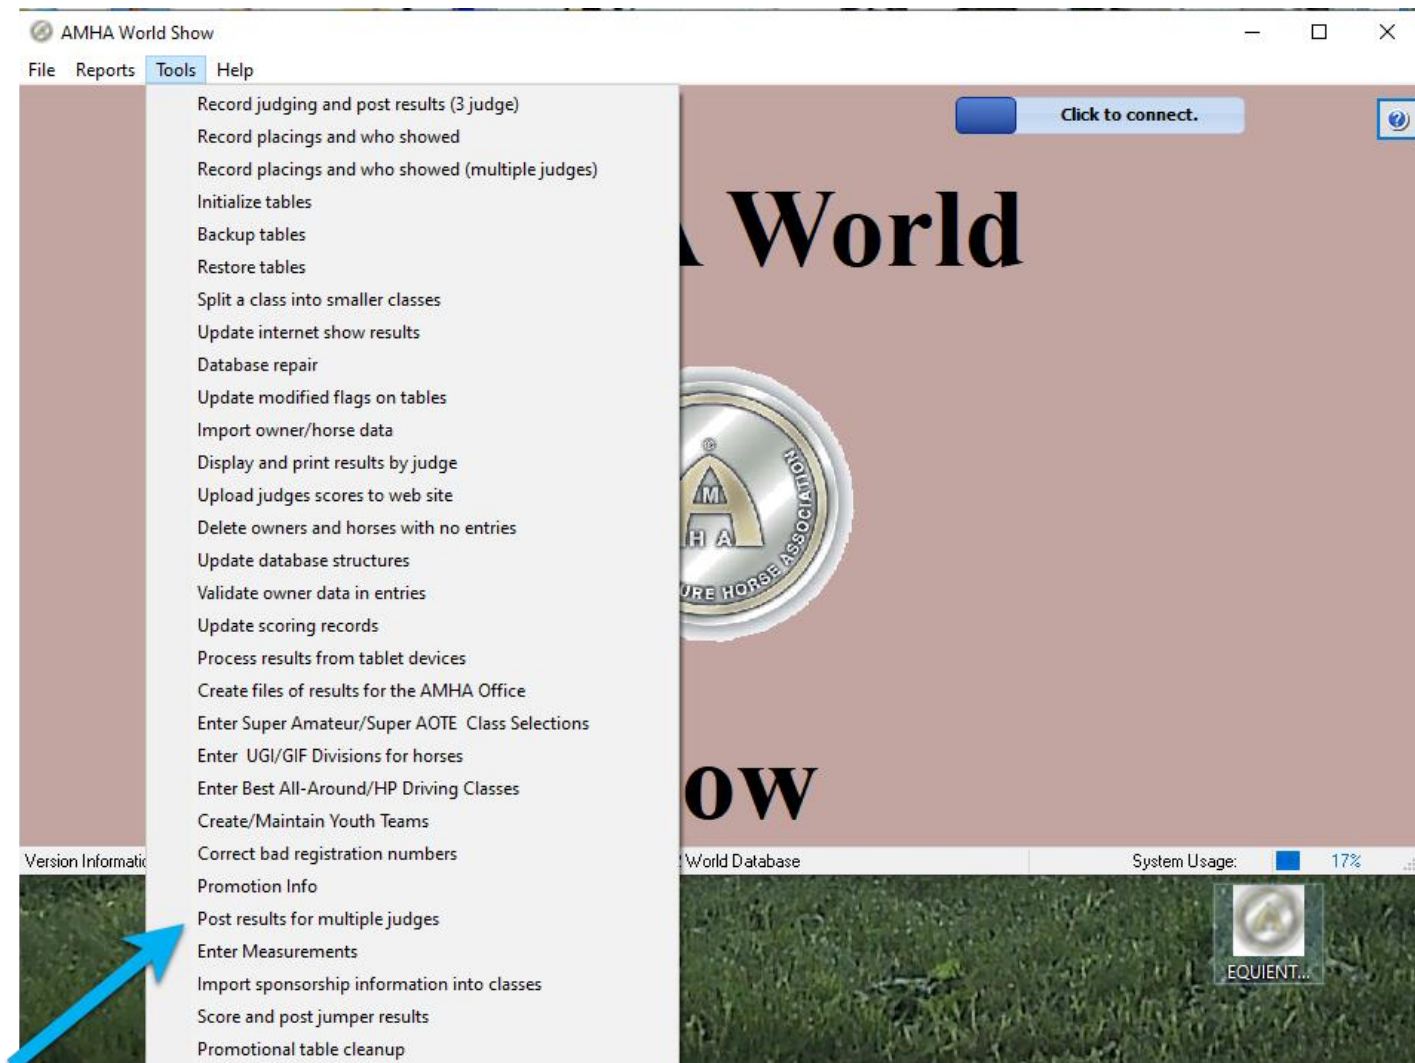 AMHA World Show
File Reports Tools Help
Record judging and post results (3 judge)
Record placings and who showed
Record placings and who showed (multiple judges)
Initialize tables
Backup tables
Restore tables
Split a class into smaller classes
Update internet show results
Database repair
Update modified flags on tables
Import owner/horse data
Display and print results by judge
Upload judges scores to web site
Delete owners and horses with no entries
Update database structures
Validate owner data in entries
Update scoring records
Process results from tablet devices
Create files of results for the AMHA Office
Enter Super Amateur/Super AOTE Class Selections
Enter UGI/GIF Divisions for horses
Enter Best All-Around/HP Driving Classes
Create/Maintain Youth Teams
Correct bad registration numbers
Promotion Info
Post results for multiple judges
Enter Measurements
Import sponsorship information into classes
Score and post jumper results
Promotional table cleanup
Click to connect.
World
©
A
M
H A
URE HORSE ASSOCIATION
ow
Version Informatio
World Database
System Usage:
17%
EQUIENT...